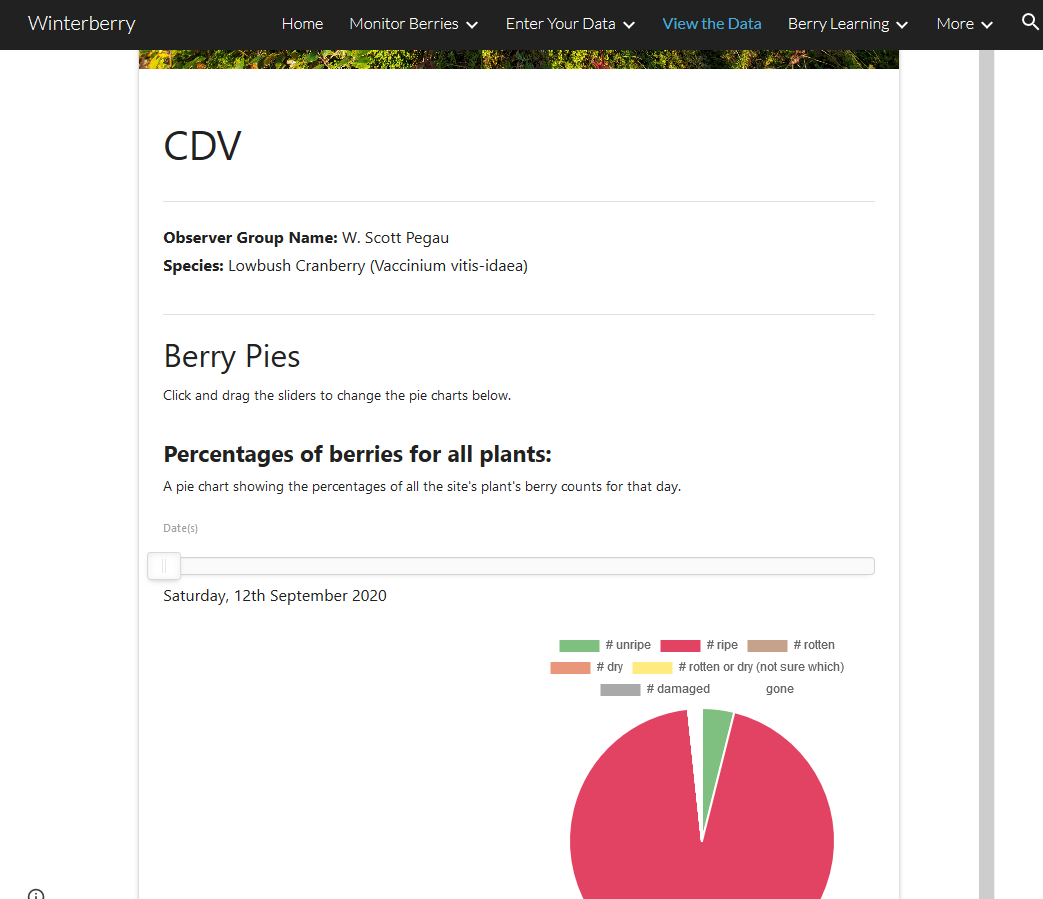 Winterberry Home Monitor Berries Enter Your Data View the Data Berry Learning More
CDV
Observer Group Name: W. Scott Pegau
Species: Lowbush Cranberry (Vaccinium vitis-idaea)
Berry Pies
Click and drag the sliders to change the pie charts below.
Percentages of berries for all plants:
A pie chart showing the percentages of all the site's plant's berry counts for that day.
Date(s)
Saturday, 12th September 2020
# unripe # ripe # rotten
# dry # rotten or dry (not sure which)
# damaged gone